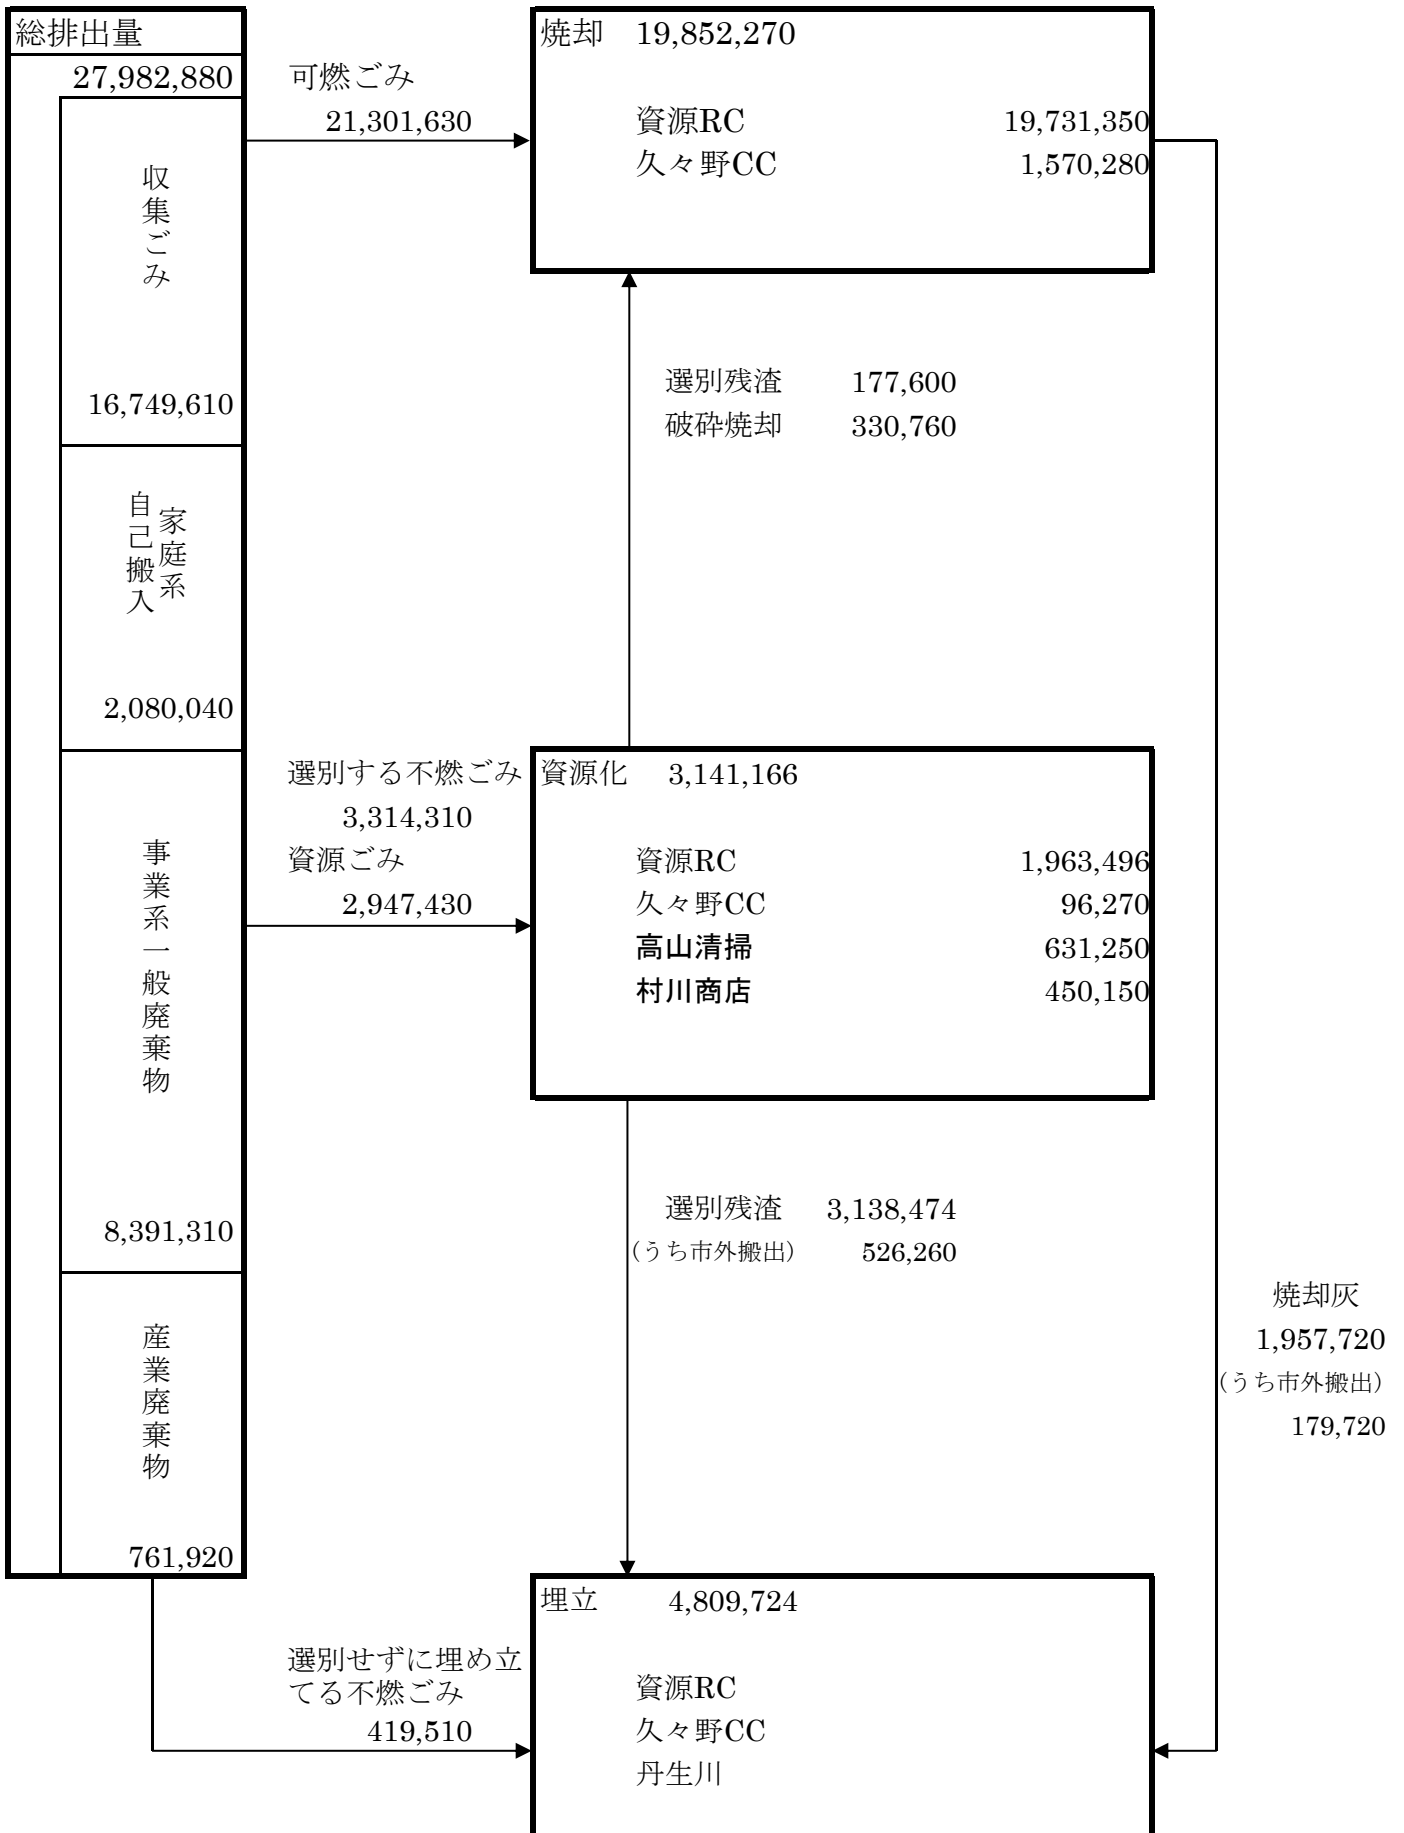 総排出量
27,982,880
収集ごみ
16,749,610
家庭系
自己搬入
2,080,040
事業系一般廃棄物
8,391,310
産業廃棄物
761,920
可燃ごみ
21,301,630
焼却 19,852,270
資源RC 19,731,350
久々野CC 1,570,280
選別残渣 177,600
破砕焼却 330,760
選別する不燃ごみ
3,314,310
資源ごみ
2,947,430
資源化 3,141,166
資源RC 1,963,496
久々野CC 96,270
高山清掃 631,250
村川商店 450,150
選別残渣 3,138,474
(うち市外搬出) 526,260
焼却灰
1,957,720
(うち市外搬出)
179,720
選別せずに埋め立
てる不燃ごみ
419,510
埋立 4,809,724
資源RC
久々野CC
丹生川